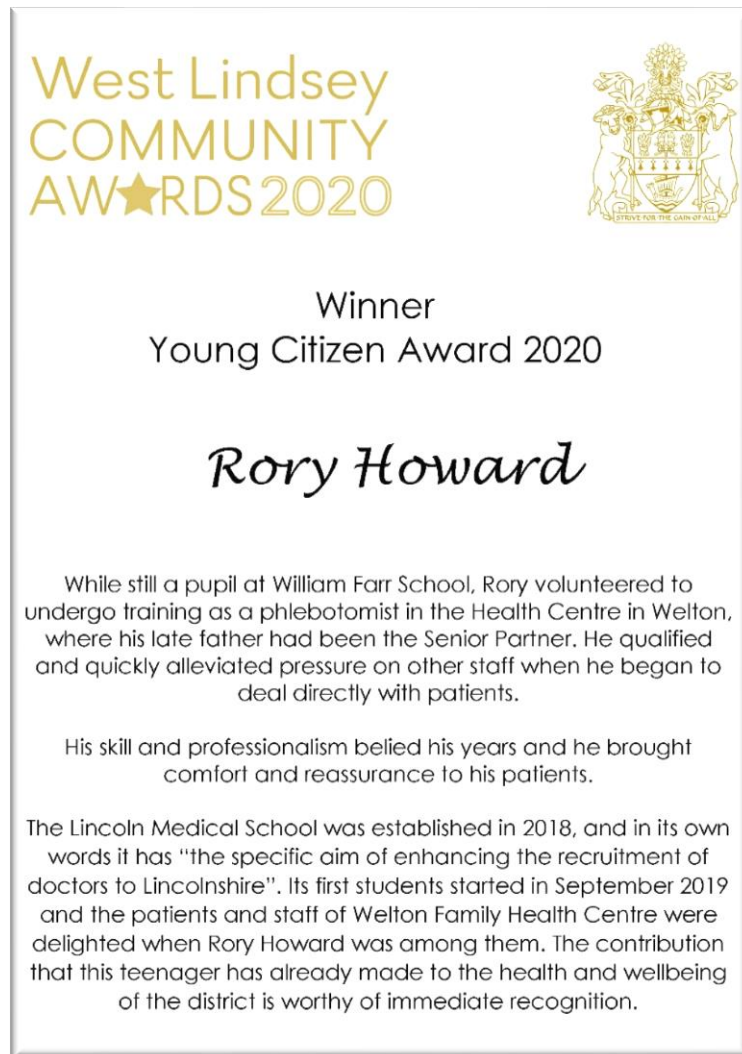 West Lindsey
COMMUNITY
AW★RDS 2020
STRIVE FOR THE GAIN OF ALL
Winner
Young Citizen Award 2020
Rory Howard
While still a pupil at William Farr School, Rory volunteered to
undergo training as a phlebotomist in the Health Centre in Welton,
where his late father had been the Senior Partner. He qualified
and quickly alleviated pressure on other staff when he began to
deal directly with patients.
His skill and professionalism belied his years and he brought
comfort and reassurance to his patients.
The Lincoln Medical School was established in 2018, and in its own
words it has “the specific aim of enhancing the recruitment of
doctors to Lincolnshire”. Its first students started in September 2019
and the patients and staff of Welton Family Health Centre were
delighted when Rory Howard was among them. The contribution
that this teenager has already made to the health and wellbeing
of the district is worthy of immediate recognition.